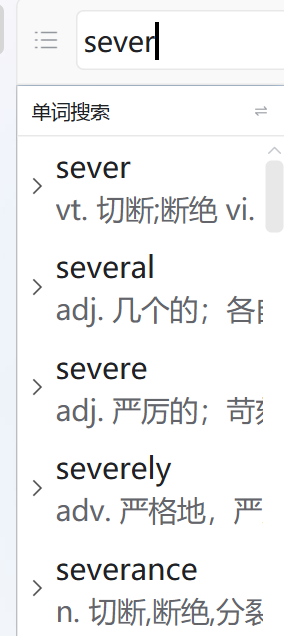 sever
单词搜索
sever
vt. 切断;断绝 vi.
several
adj. 几个的；各
severe
adj. 严厉的；苛
severely
adv. 严格地，严
severance
n. 切断,断绝,分裂